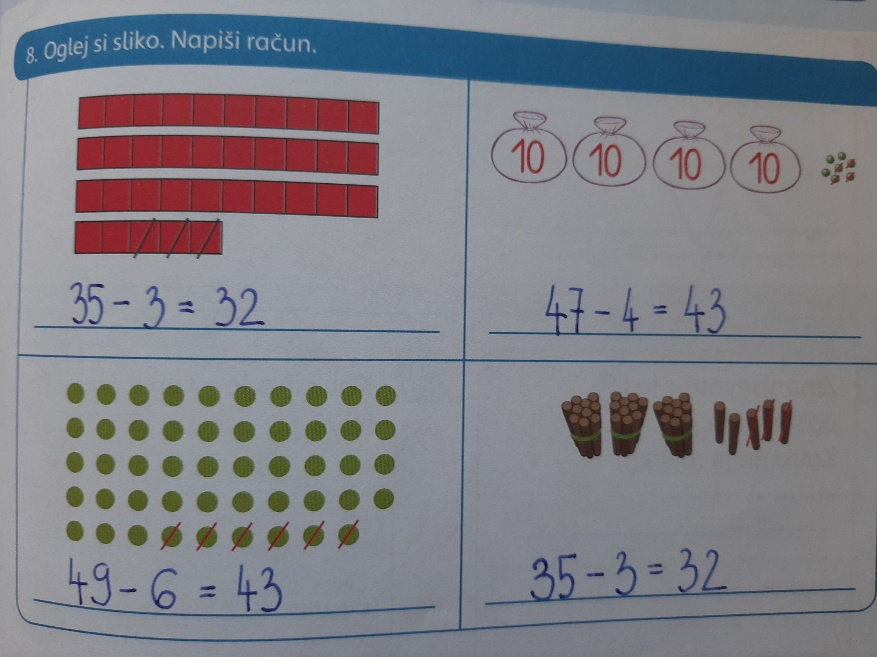 8. Oglej si sliko. Napiši račun.
10 10 10 10
35 - 3 = 32
47 - 4 = 43
49 - 6 = 43
35 - 3 = 32